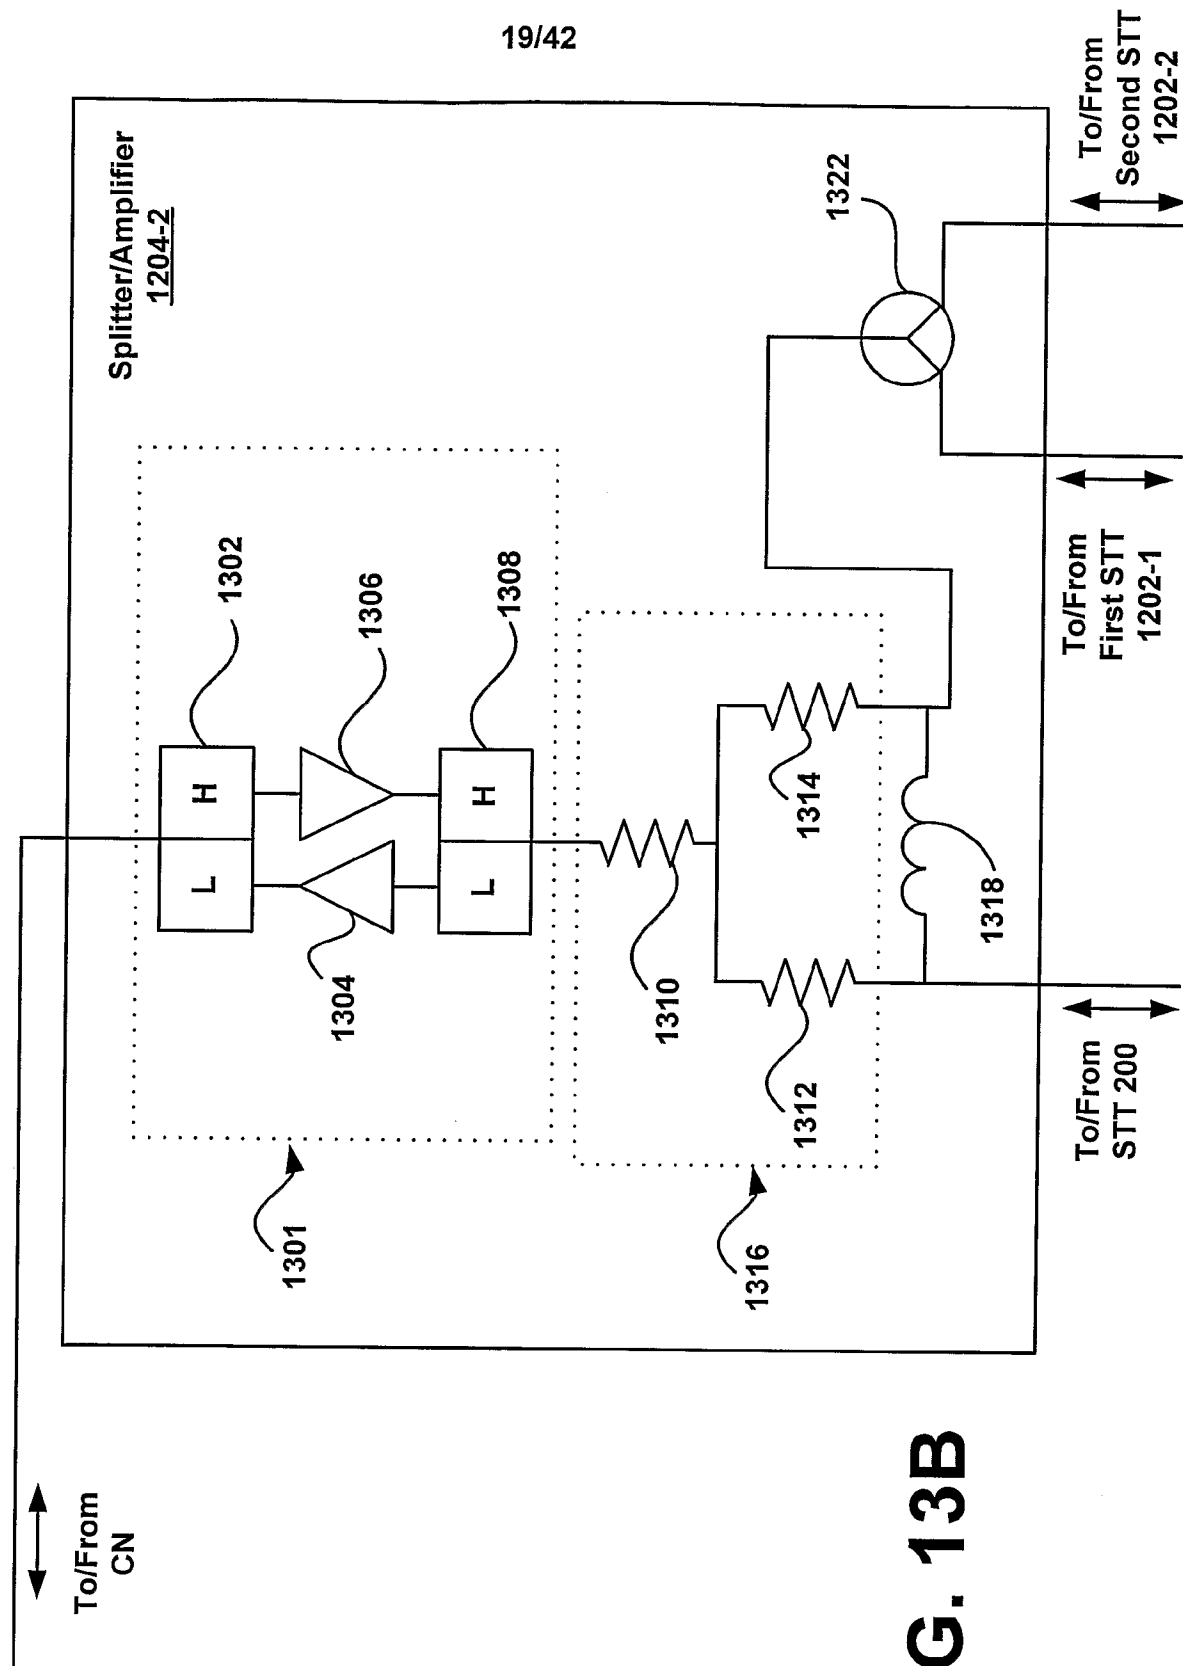 19/42
To/From
CN
Splitter/Amplifier
1204-2
1301
L
H
1302
1304
1306
L
H
1308
1310
1312
1314
1316
1318
1322
To/From
STT 200
To/From
First STT
1202-1
To/From
Second STT
1202-2
G. 13B